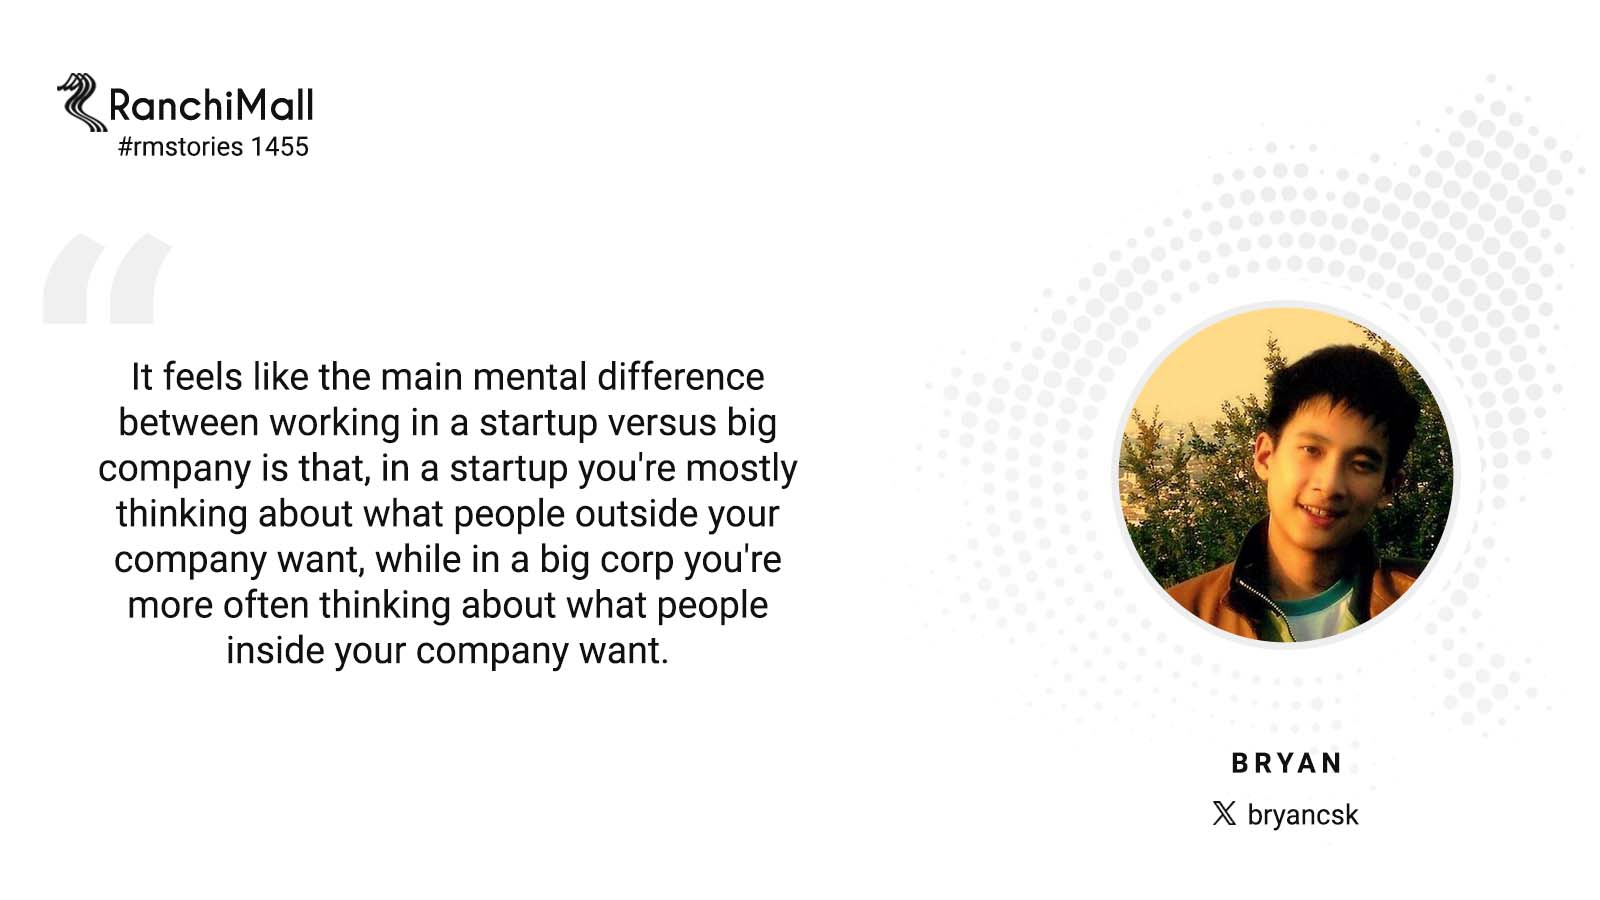 RanchiMall
#rmstories 1455
“
It feels like the main mental difference
between working in a startup versus big
company is that, in a startup you're mostly
thinking about what people outside your
company want, while in a big corp you're
more often thinking about what people
inside your company want.
BRYAN
𝕏 bryancsk